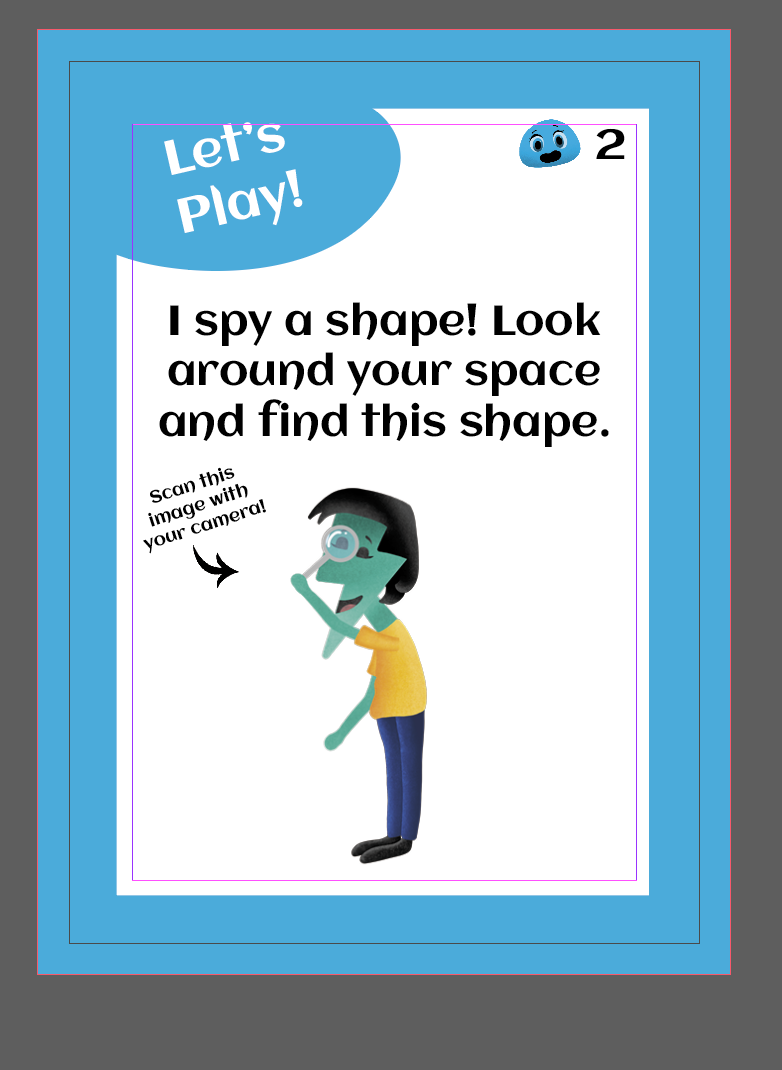 Let's
Play!
2
I spy a shape! Look
around your space
and find this shape.
Scan this
image with
your camera!